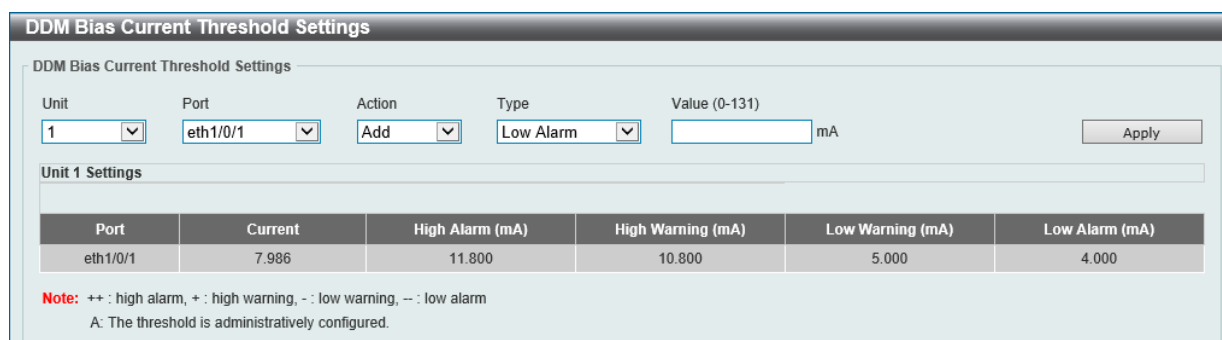 DDM Bias Current Threshold Settings
DDM Bias Current Threshold Settings
Unit Port Action Type Value (0-131)
1 eth1/0/1 Add Low Alarm mA Apply
Unit 1 Settings
Port Current High Alarm (mA) High Warning (mA) Low Warning (mA) Low Alarm (mA)
eth1/0/1 7.986 11.800 10.800 5.000 4.000
Note: ++ : high alarm, + : high warning, - : low warning, -- : low alarm
A: The threshold is administratively configured.